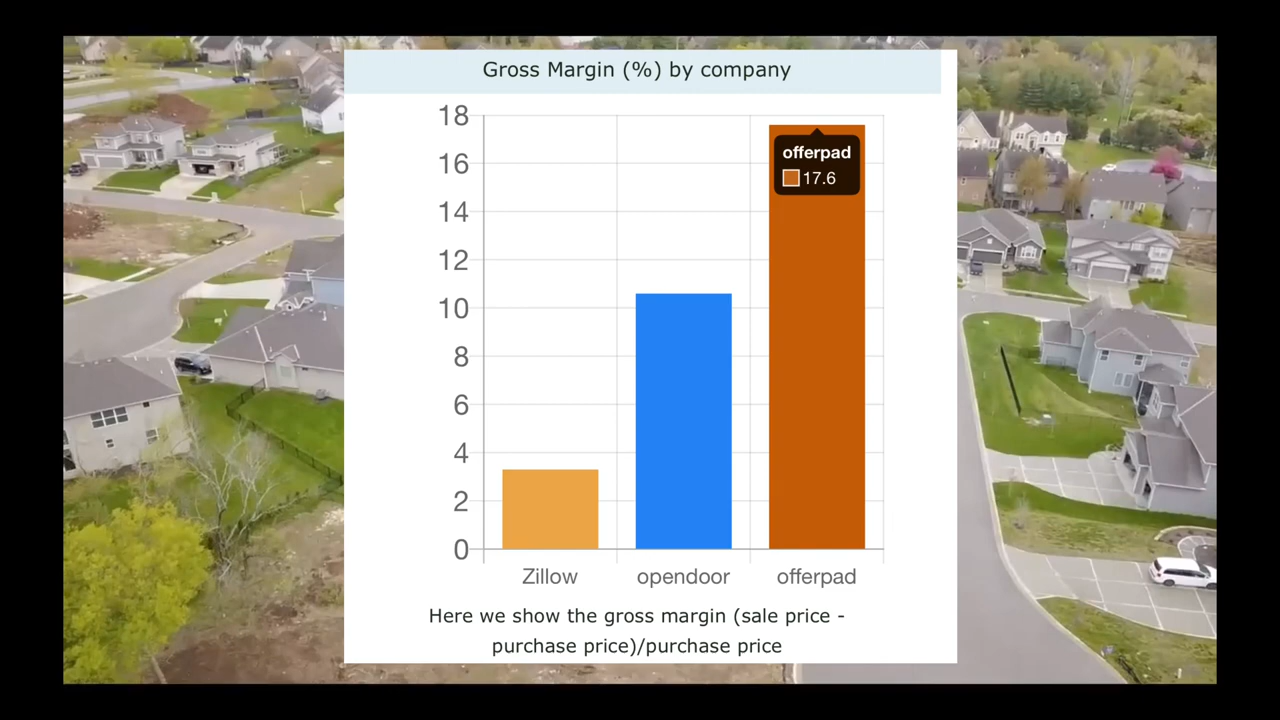 Gross Margin (%) by company
18
16
14
12
10
8
6
4
2
0
offerpad
17.6
Zillow
opendoor
offerpad
Here we show the gross margin (sale price -
purchase price)/purchase price